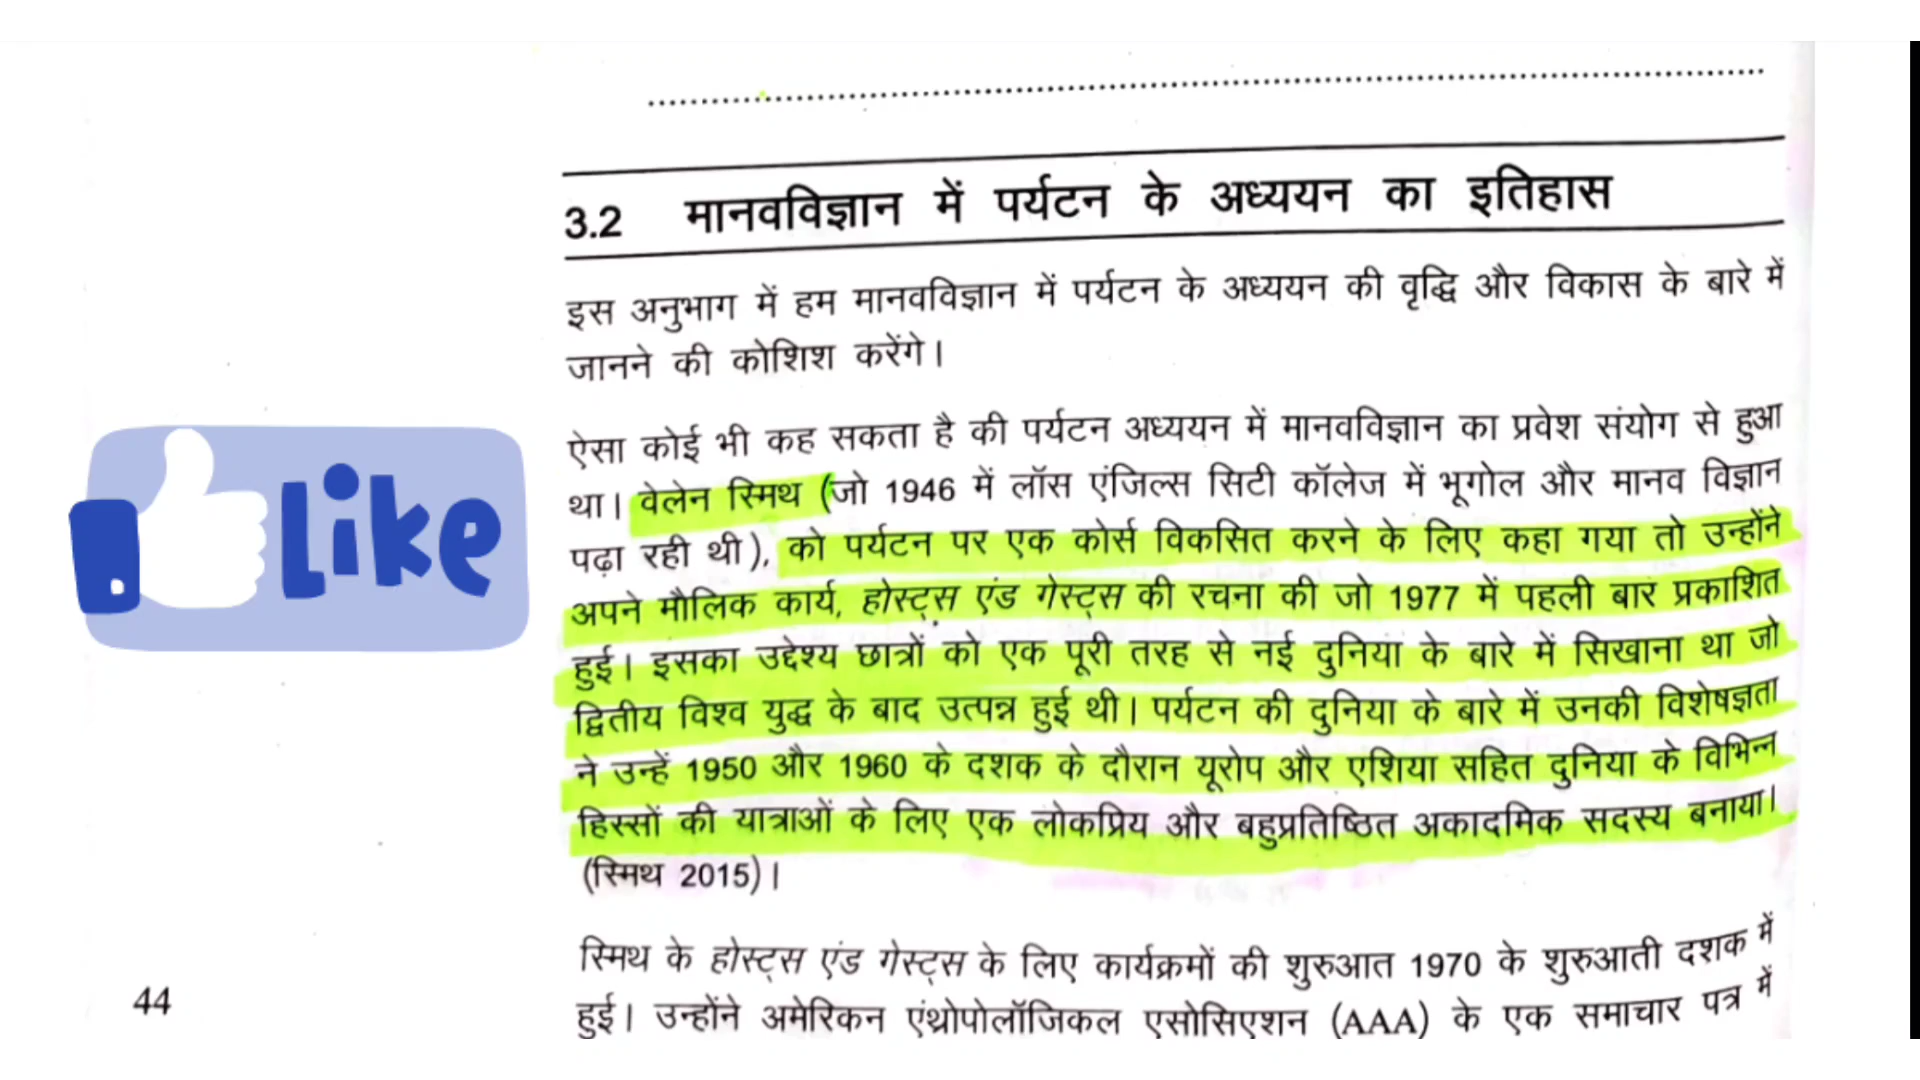 3.2 मानवविज्ञान में पर्यटन के अध्ययन का इतिहास
इस अनुभाग में हम मानवविज्ञान में पर्यटन के अध्ययन की वृद्धि और विकास के बारे में
जानने की कोशिश करेंगे।
ऐसा कोई भी कह सकता है की पर्यटन अध्ययन में मानवविज्ञान का प्रवेश संयोग से हुआ
था। वेलेन स्मिथ (जो 1946 में लॉस एंजिल्स सिटी कॉलेज में भूगोल और मानव विज्ञान
पढ़ा रही थी), को पर्यटन पर एक कोर्स विकसित करने के लिए कहा गया तो उन्होंने
अपने मौलिक कार्य, होस्ट्स एंड गेस्ट्स की रचना की जो 1977 में पहली बार प्रकाशित
हुई। इसका उद्देश्य छात्रों को एक पूरी तरह से नई दुनिया के बारे में सिखाना था जो
द्वितीय विश्व युद्ध के बाद उत्पन्न हुई थी। पर्यटन की दुनिया के बारे में उनकी विशेषज्ञता
ने उन्हें 1950 और 1960 के दशक के दौरान यूरोप और एशिया सहित दुनिया के विभिन्न
हिस्सों की यात्राओं के लिए एक लोकप्रिय और बहुप्रतिष्ठित अकादमिक सदस्य बनाया।
(स्मिथ 2015)।
स्मिथ के होस्ट्स एंड गेस्ट्स के लिए कार्यक्रमों की शुरुआत 1970 के शुरुआती दशक में
हुई। उन्होंने अमेरिकन एंथ्रोपोलॉजिकल एसोसिएशन (AAA) के एक समाचार पत्र में
44
Like